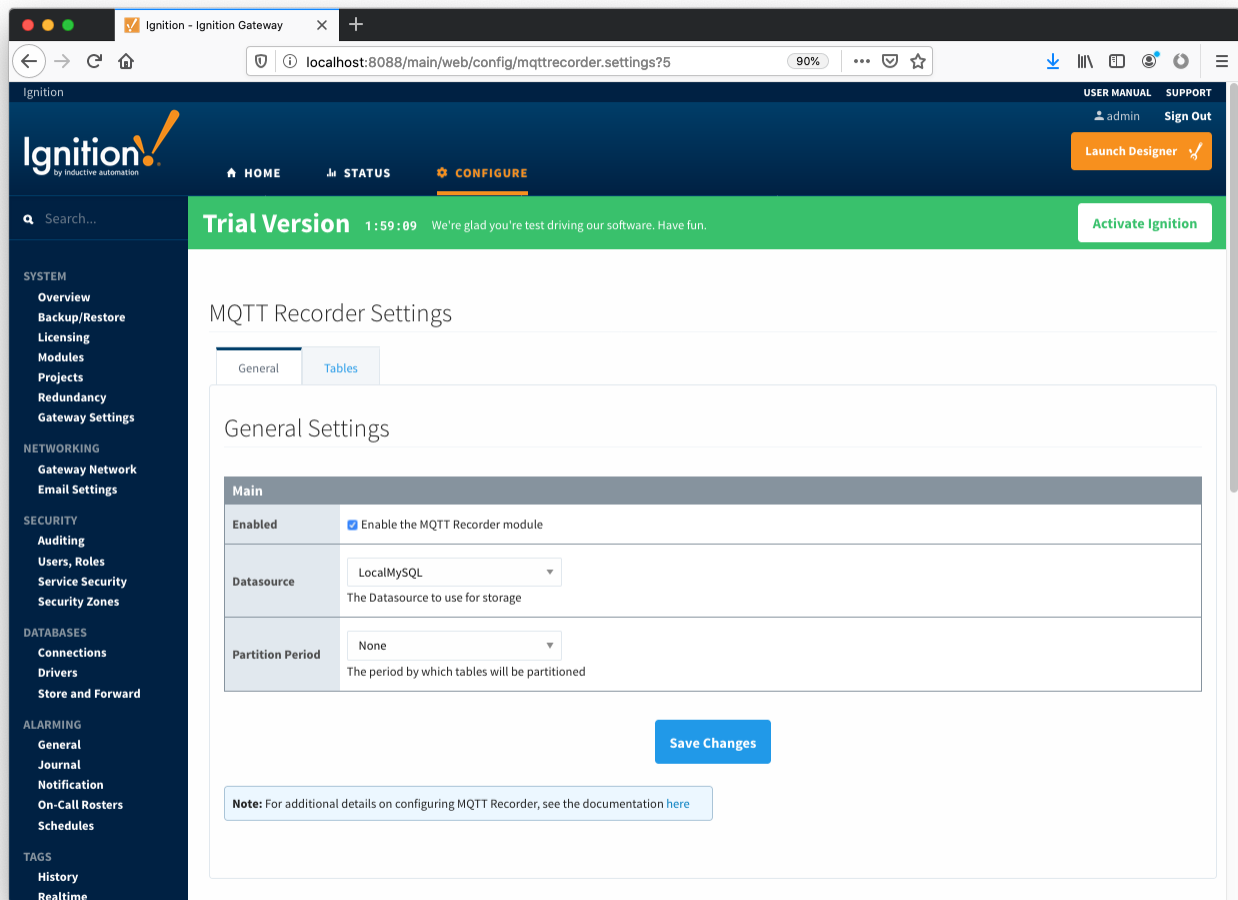 Ignition - Ignition Gateway
localhost:8088/main/web/config/mqttrecorder.settings?5
90%
Ignition
USER MANUAL SUPPORT
admin Sign Out
Ignition
by inductive automation
Launch Designer
HOME STATUS CONFIGURE
Search...
Trial Version 1:59:09 We're glad you're test driving our software. Have fun.
Activate Ignition
SYSTEM
Overview
Backup/Restore
Licensing
Modules
Projects
Redundancy
Gateway Settings
NETWORKING
Gateway Network
Email Settings
SECURITY
Auditing
Users, Roles
Service Security
Security Zones
DATABASES
Connections
Drivers
Store and Forward
ALARMING
General
Journal
Notification
On-Call Rosters
Schedules
TAGS
History
Realtime
MQTT Recorder Settings
General Tables
General Settings
Main
Enabled Enable the MQTT Recorder module
Datasource LocalMySQL
The Datasource to use for storage
Partition Period None
The period by which tables will be partitioned
Save Changes
Note: For additional details on configuring MQTT Recorder, see the documentation here